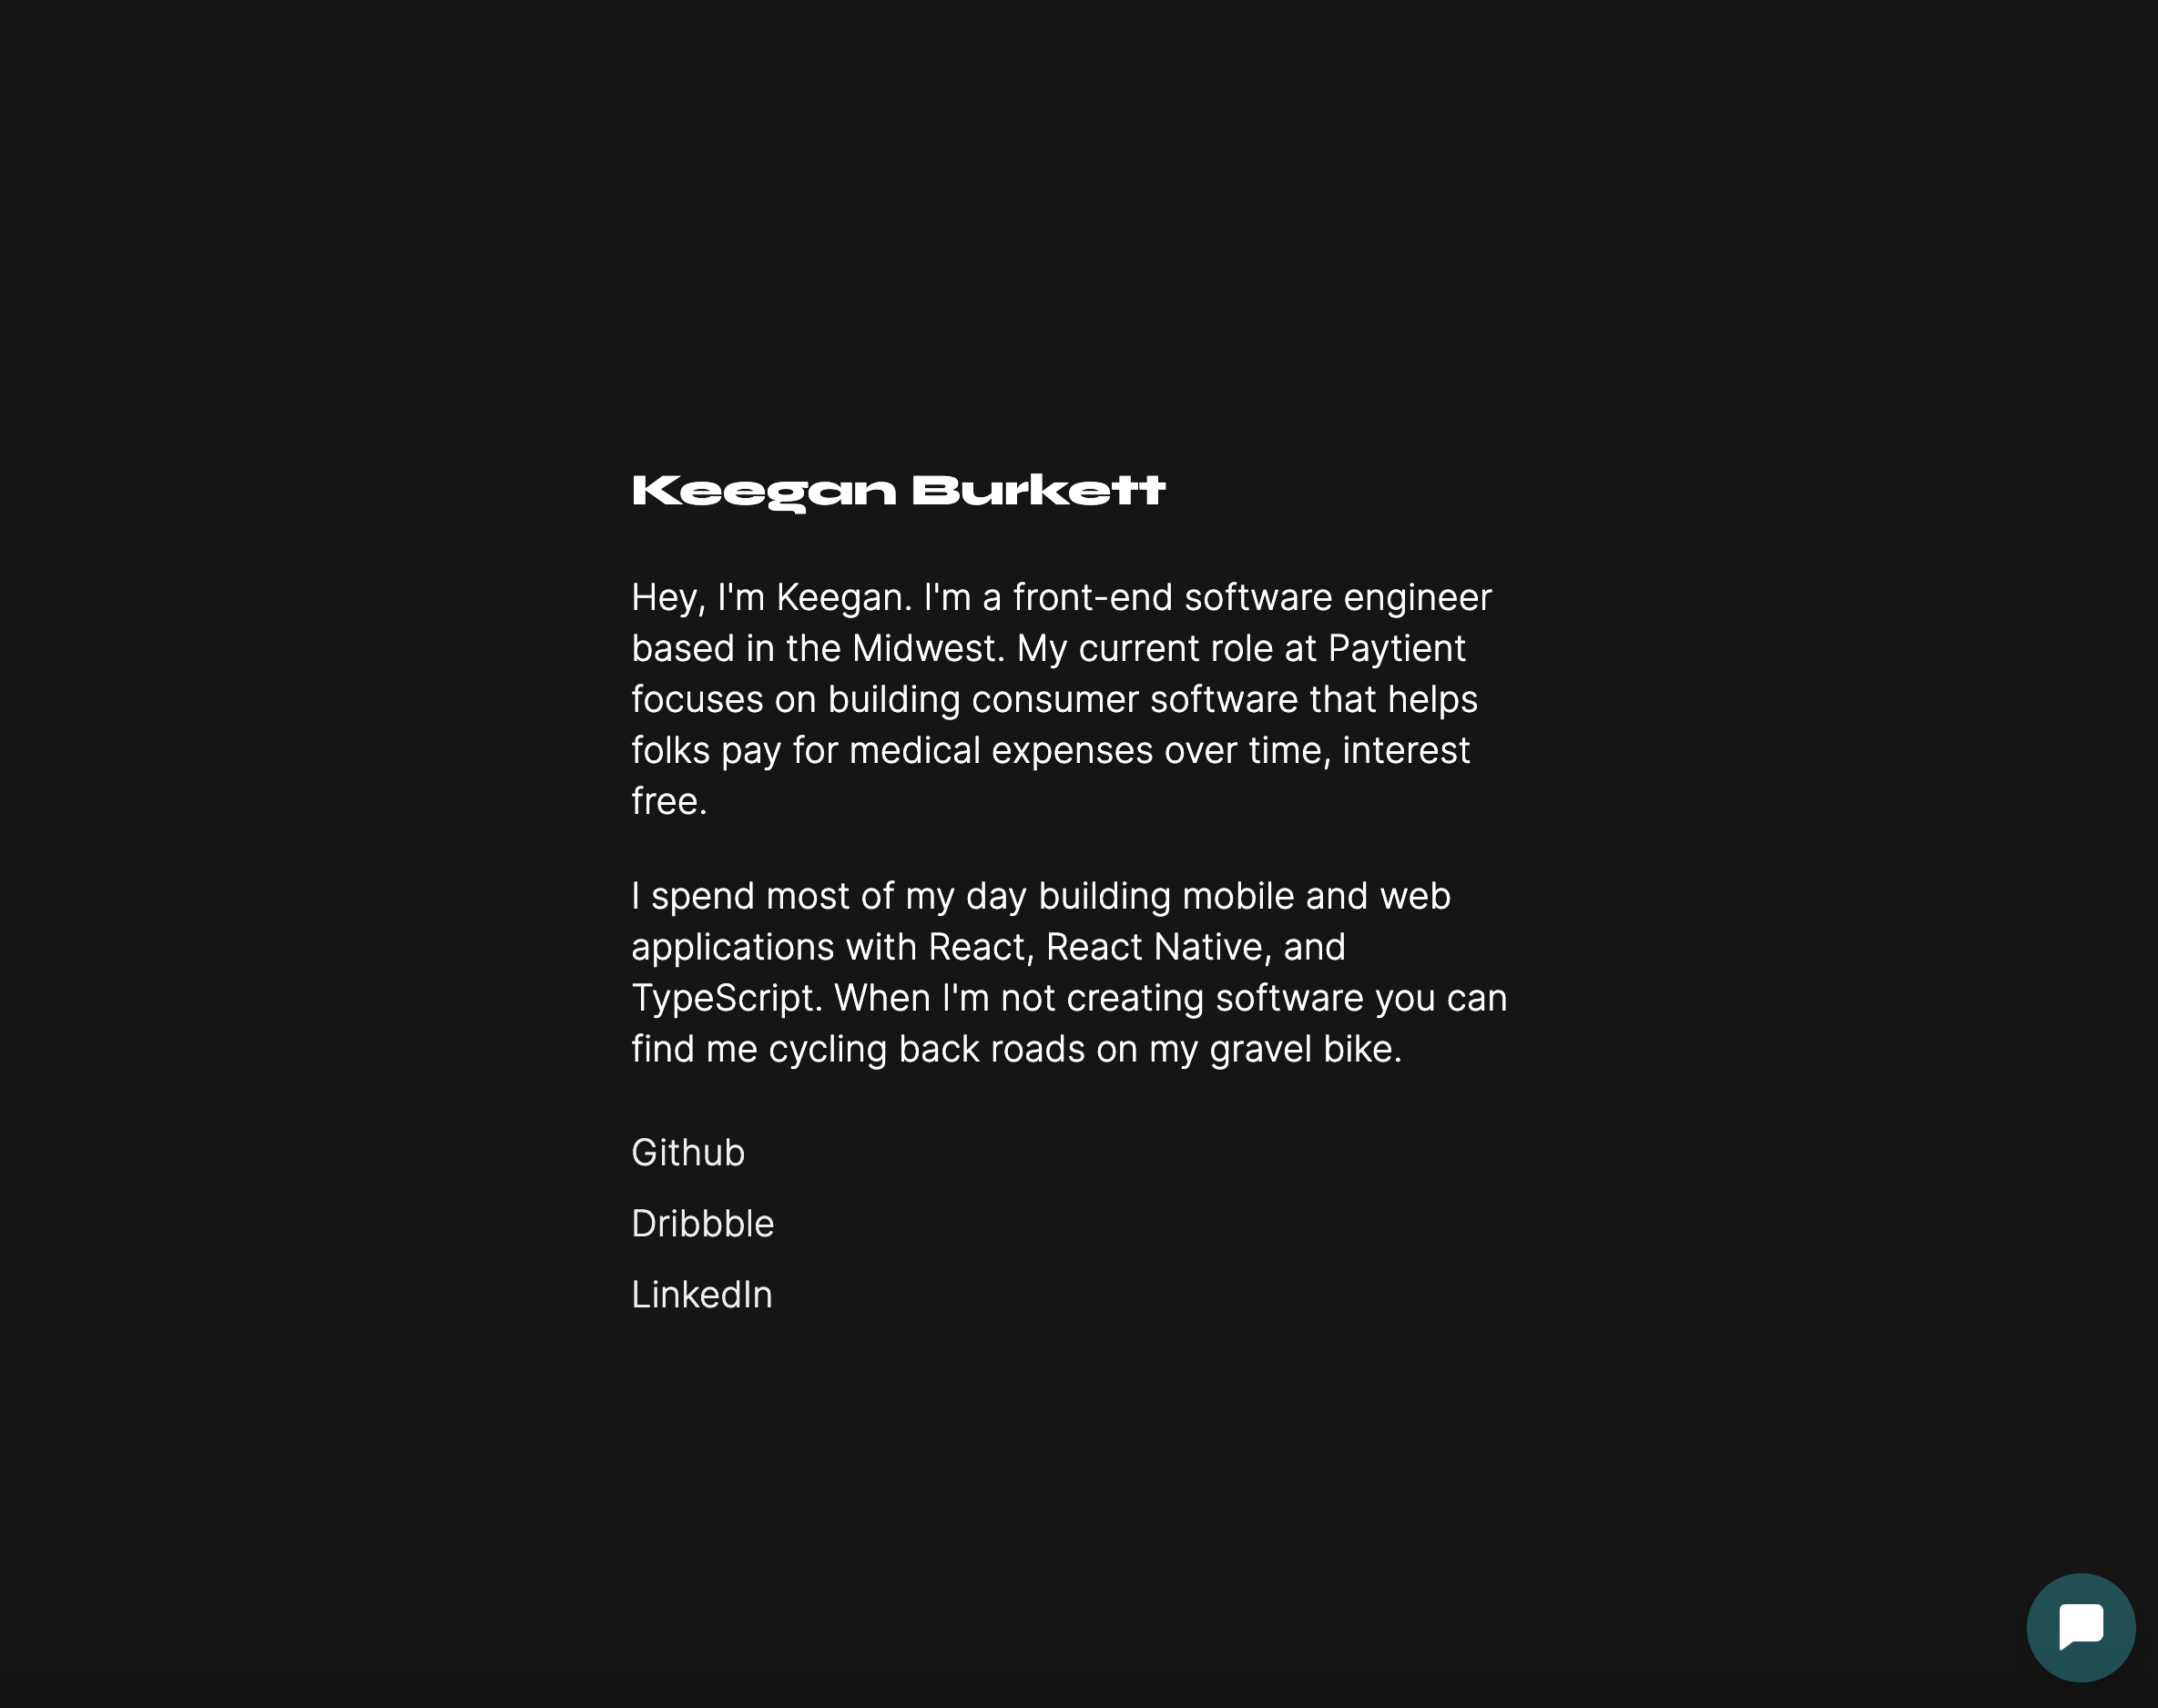 Keegan Burkett
Hey, I'm Keegan. I'm a front-end software engineer
based in the Midwest. My current role at Paytient
focuses on building consumer software that helps
folks pay for medical expenses over time, interest
free.
I spend most of my day building mobile and web
applications with React, React Native, and
TypeScript. When I'm not creating software you can
find me cycling back roads on my gravel bike.
Github
Dribbble
LinkedIn